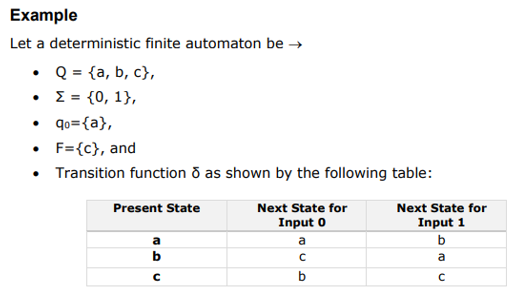 Example
Let a deterministic finite automaton be →
• Q = {a, b, c},
• Σ = {0, 1},
• q₀={a},
• F={c}, and
• Transition function δ as shown by the following table:
Present State Next State for Input 0 Next State for Input 1
a a b
b c a
c b c